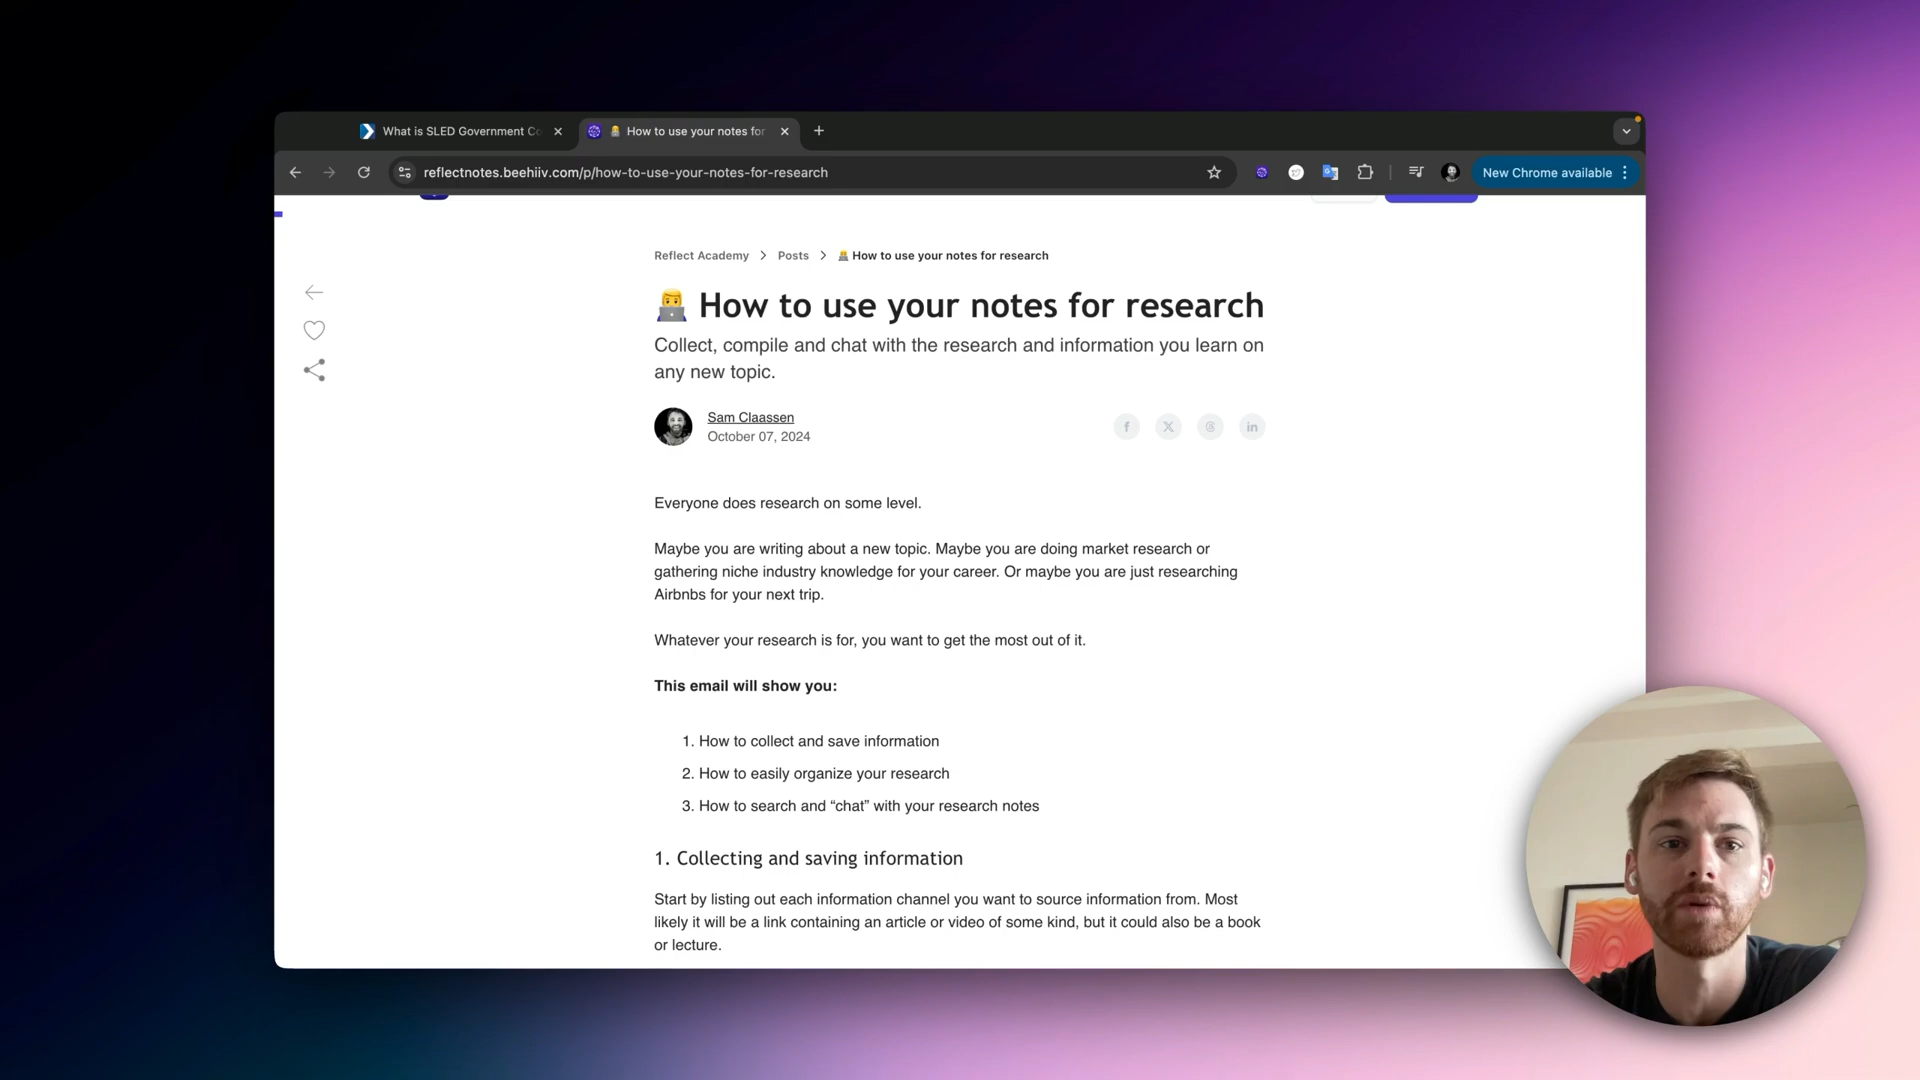 What is SLED Government Co
How to use your notes for
reflectnotes.beehiiv.com/p/how-to-use-your-notes-for-research
New Chrome available
Reflect Academy > Posts > 👨‍💻 How to use your notes for research
👨‍💻 How to use your notes for research
Collect, compile and chat with the research and information you learn on
any new topic.
Sam Claassen
October 07, 2024
Everyone does research on some level.
Maybe you are writing about a new topic. Maybe you are doing market research or
gathering niche industry knowledge for your career. Or maybe you are just researching
Airbnbs for your next trip.
Whatever your research is for, you want to get the most out of it.
This email will show you:
1. How to collect and save information
2. How to easily organize your research
3. How to search and “chat” with your research notes
1. Collecting and saving information
Start by listing out each information channel you want to source information from. Most
likely it will be a link containing an article or video of some kind, but it could also be a book
or lecture.